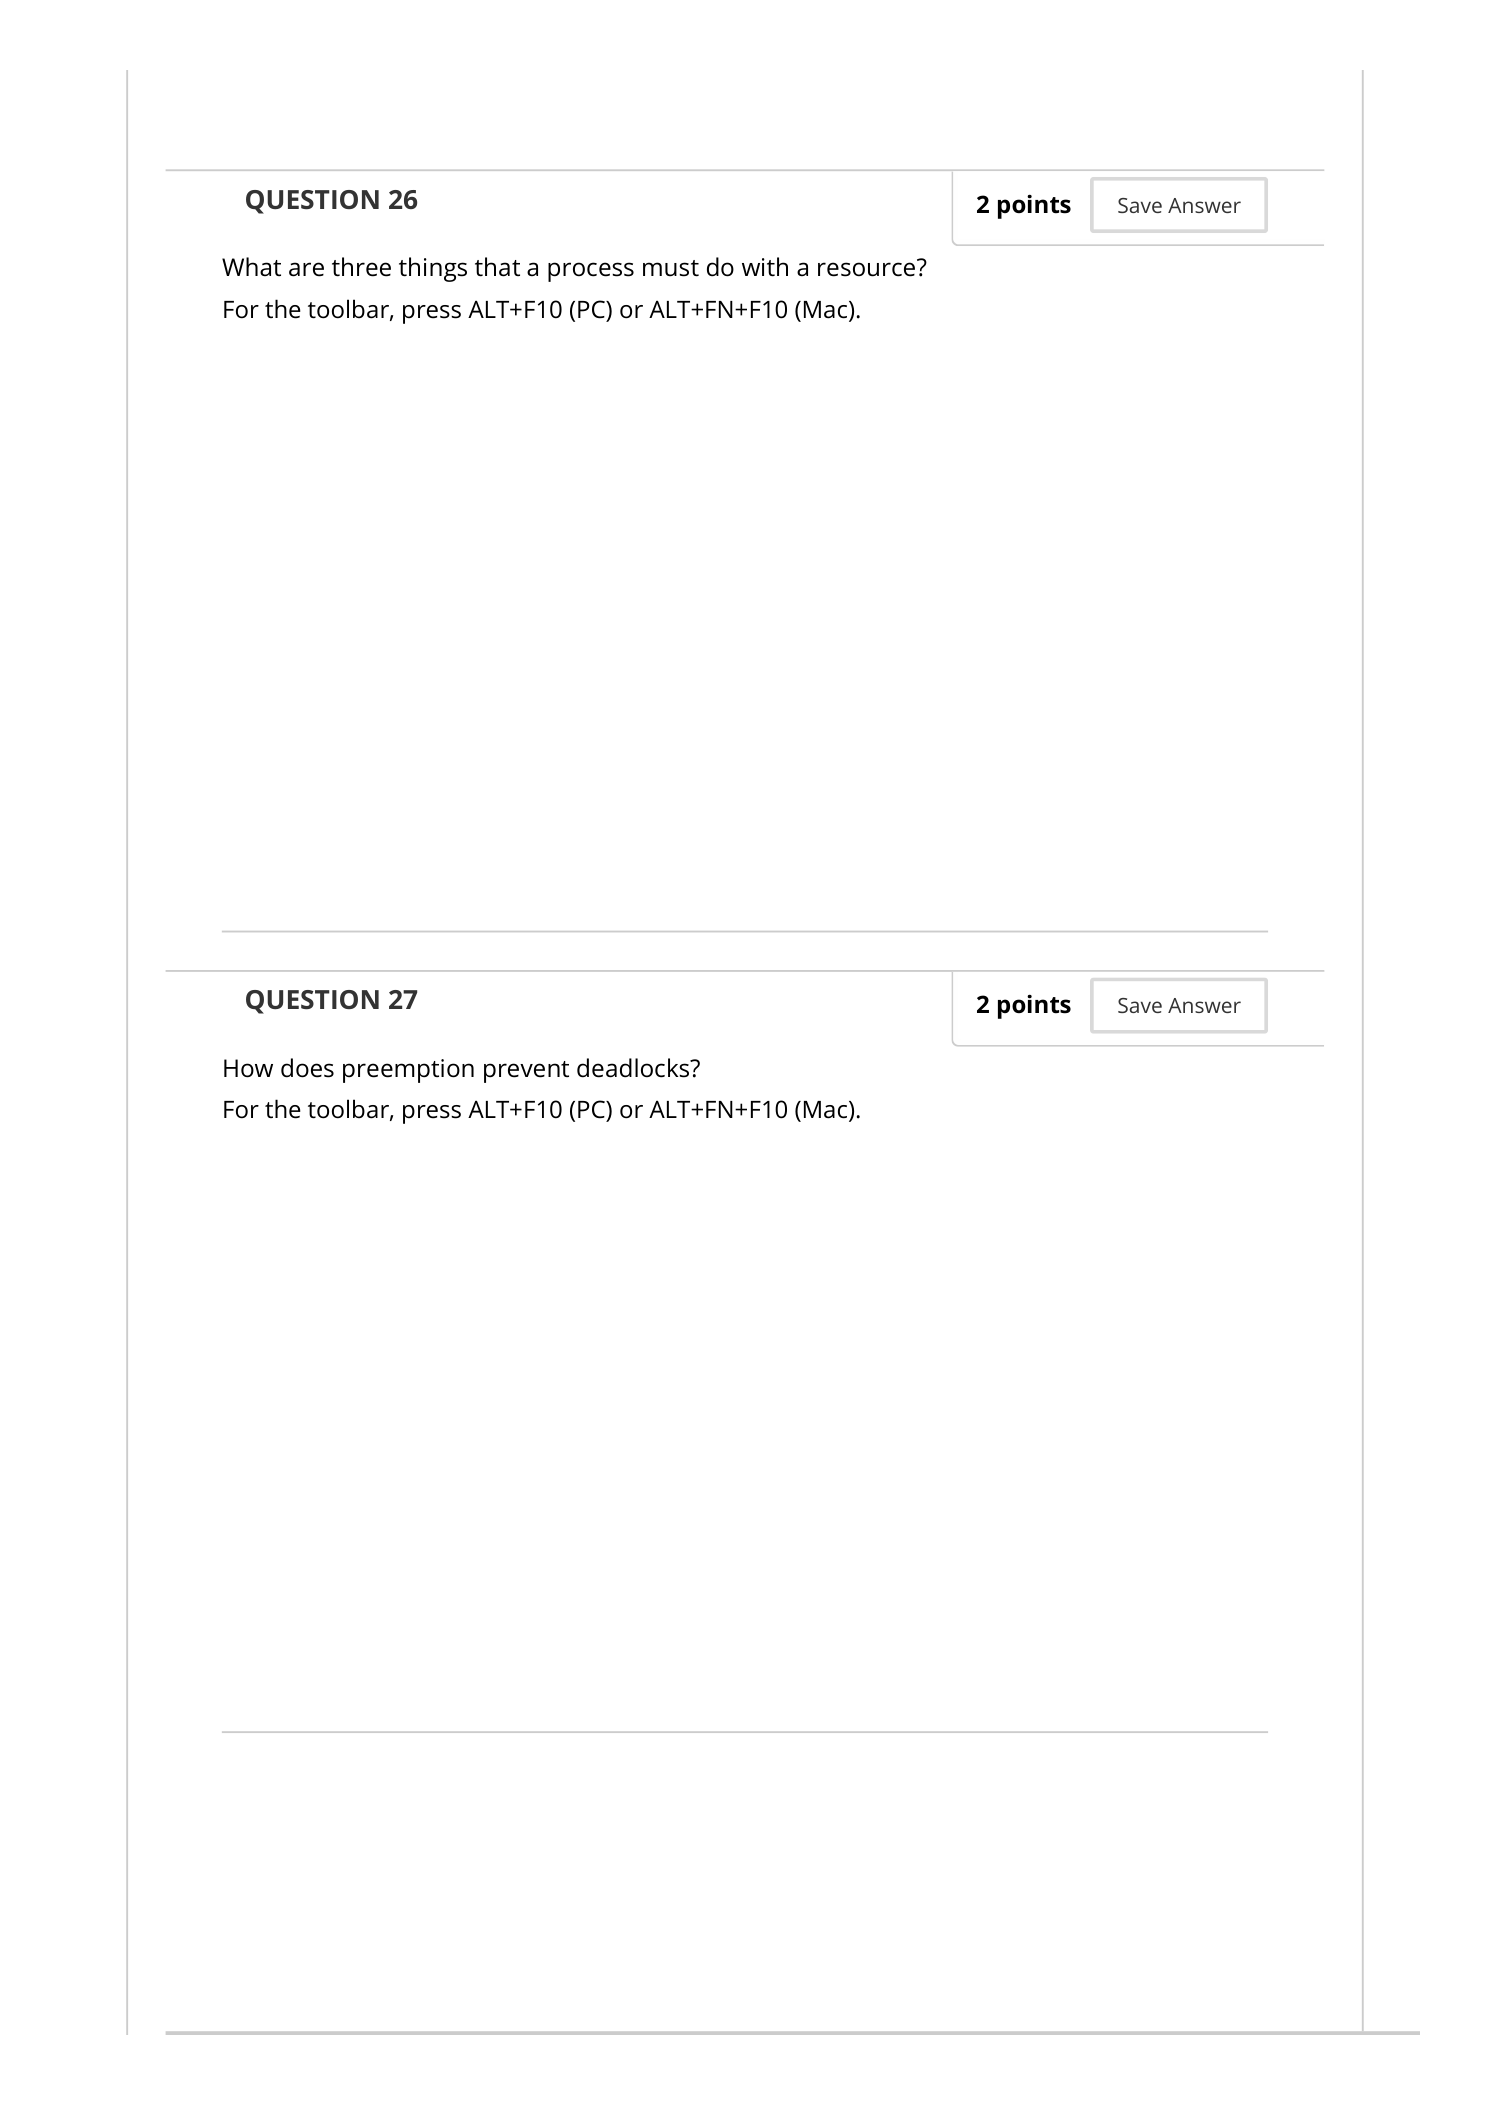 QUESTION 26
2 points
Save Answer
What are three things that a process must do with a resource?
For the toolbar, press ALT+F10 (PC) or ALT+FN+F10 (Mac).
QUESTION 27
2 points
Save Answer
How does preemption prevent deadlocks?
For the toolbar, press ALT+F10 (PC) or ALT+FN+F10 (Mac).